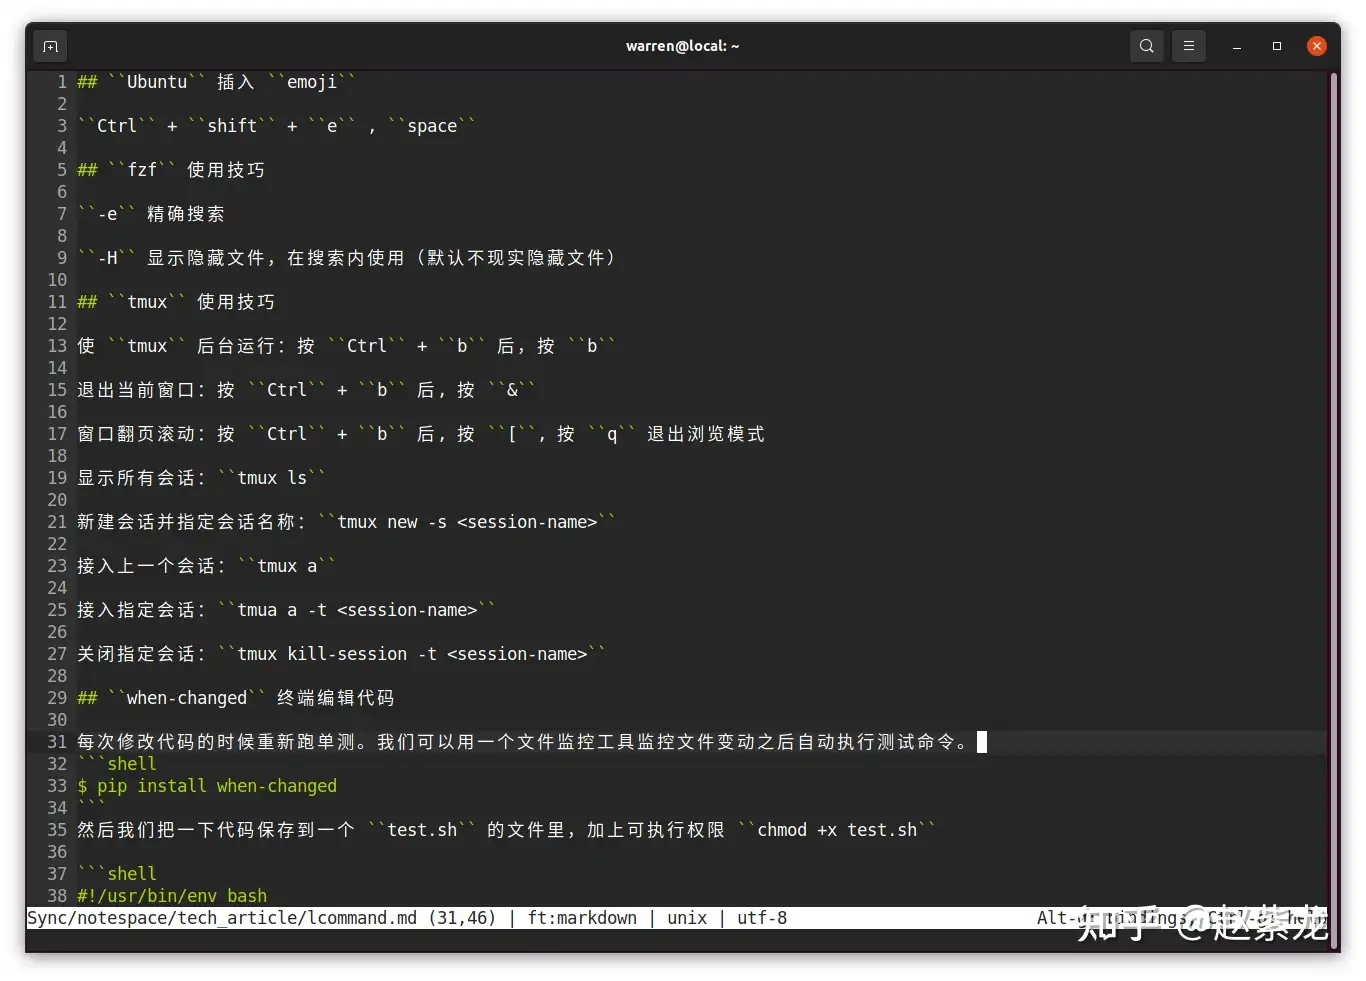 warren@local: ~
1 ## ``Ubuntu`` 插入 ``emoji``
2
3 ``Ctrl`` + ``shift`` + ``e`` , ``space``
4
5 ## ``fzf`` 使用技巧
6
7 ``-e`` 精确搜索
8
9 ``-H`` 显示隐藏文件，在搜索内使用（默认不现实隐藏文件）
10
11 ## ``tmux`` 使用技巧
12
13 使 ``tmux`` 后台运行：按 ``Ctrl`` + ``b`` 后，按 ``b``
14
15 退出当前窗口：按 ``Ctrl`` + ``b`` 后，按 ``&``
16
17 窗口翻页滚动：按 ``Ctrl`` + ``b`` 后，按 ``[``，按 ``q`` 退出浏览模式
18
19 显示所有会话：``tmux ls``
20
21 新建会话并指定会话名称：``tmux new -s <session-name>``
22
23 接入上一个会话：``tmux a``
24
25 接入指定会话：``tmua a -t <session-name>``
26
27 关闭指定会话：``tmux kill-session -t <session-name>``
28
29 ## ``when-changed`` 终端编辑代码
30
31 每次修改代码的时候重新跑单测。我们可以用一个文件监控工具监控文件变动之后自动执行测试命令。
32 ```shell
33 $ pip install when-changed
34 ```
35 然后我们把一下代码保存到一个 ``test.sh`` 的文件里，加上可执行权限 ``chmod +x test.sh``
36
37 ```shell
38 #!/usr/bin/env bash
Sync/notespace/tech_article/lcommand.md (31,46) | ft:markdown | unix | utf-8
知乎 @赵紫龙